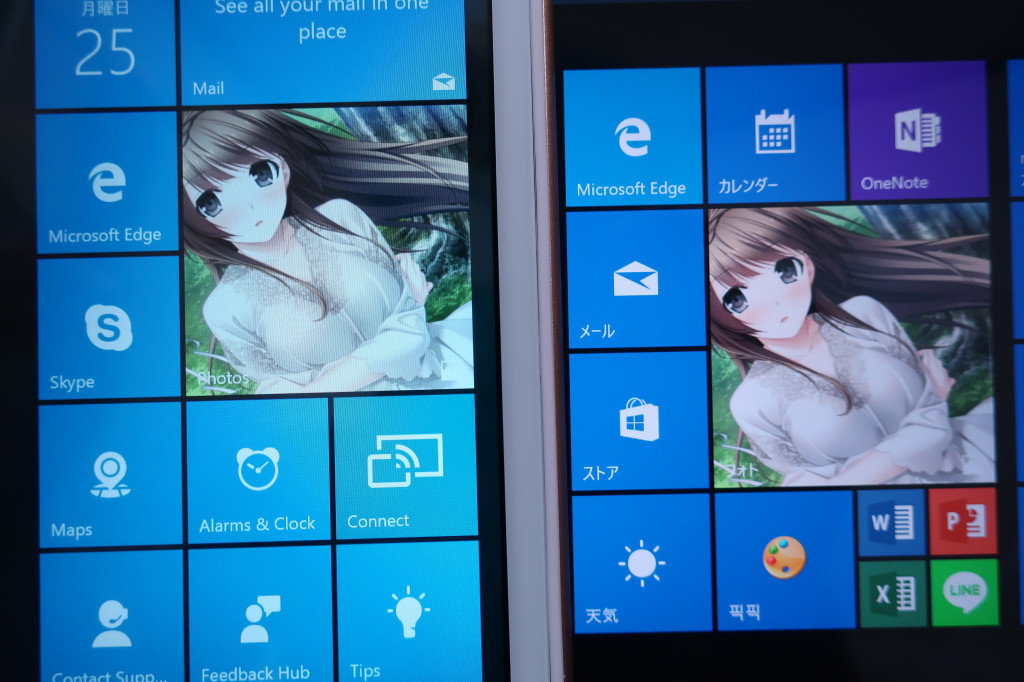 月曜日
25
See all your mail in one
place
Mail
Microsoft Edge
Skype
Photos
Maps
Alarms & Clock
Connect
Contact Supp...
Feedback Hub
Tips
Microsoft Edge
カレンダー
N
OneNote
メール
ストア
フォト
天気
픽픽
W
P
X
LINE